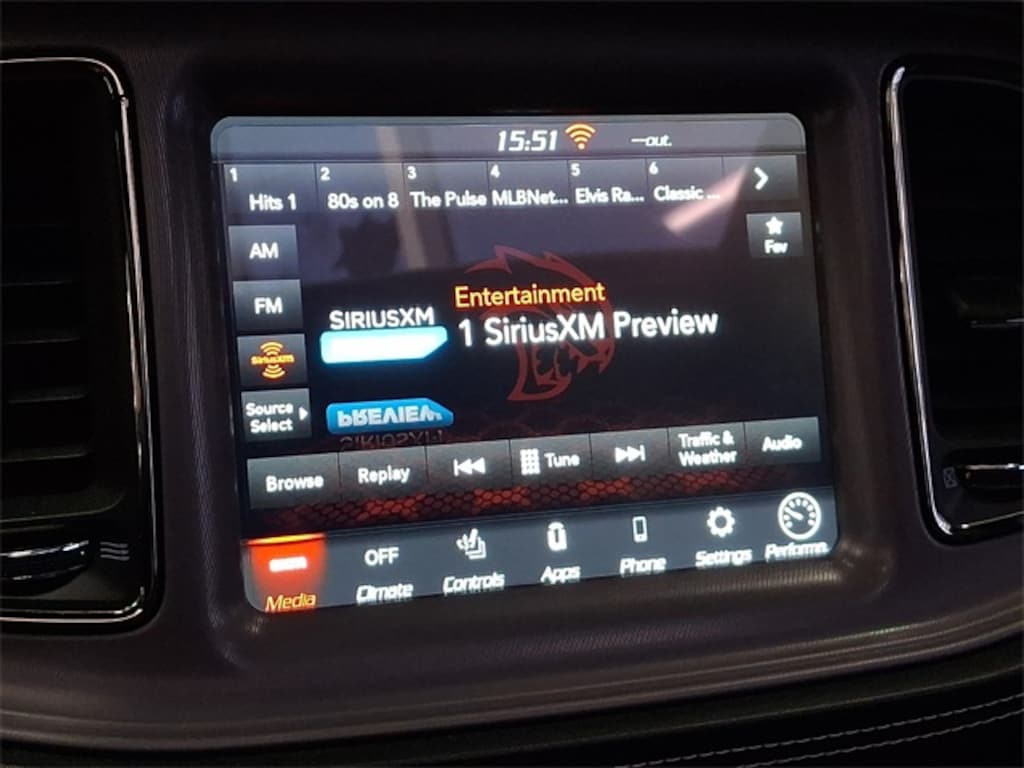 15:51 —out.
1 2 3 4 5 6
Hits 1 80s on 8 The Pulse MLBNet... Elvis Ra... Classic ...
Fav
AM
FM
SiriusXM
Source
Select
SIRIUSXM
PREVIEW
Entertainment
1 SiriusXM Preview
Browse Replay Tune Traffic &
Weather Audio
OFF
Media Climate Controls Apps Phone Settings Performa..